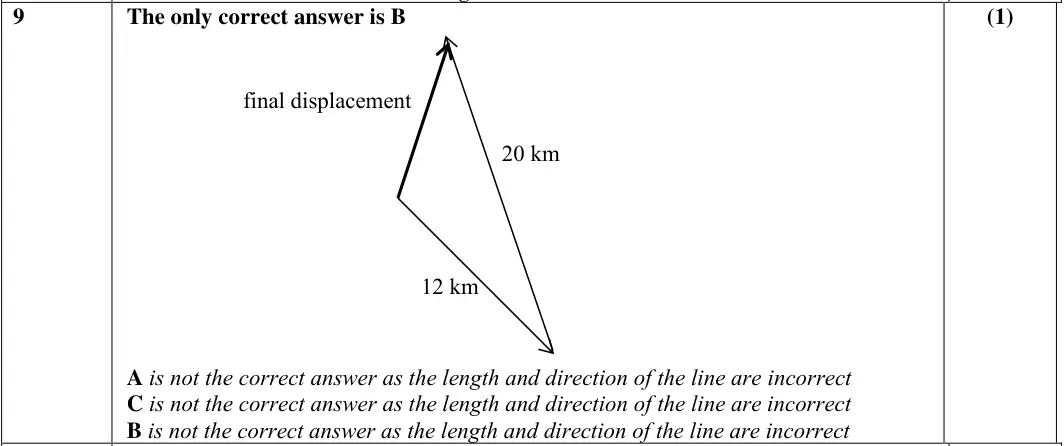 9 The only correct answer is B (1)
final displacement
20 km
12 km
A is not the correct answer as the length and direction of the line are incorrect
C is not the correct answer as the length and direction of the line are incorrect
B is not the correct answer as the length and direction of the line are incorrect